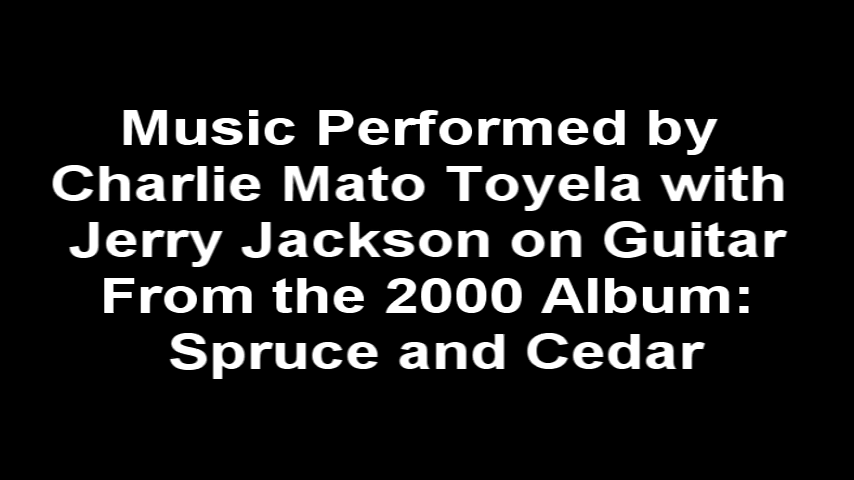 Music Performed by
Charlie Mato Toyela with
Jerry Jackson on Guitar
From the 2000 Album:
Spruce and Cedar